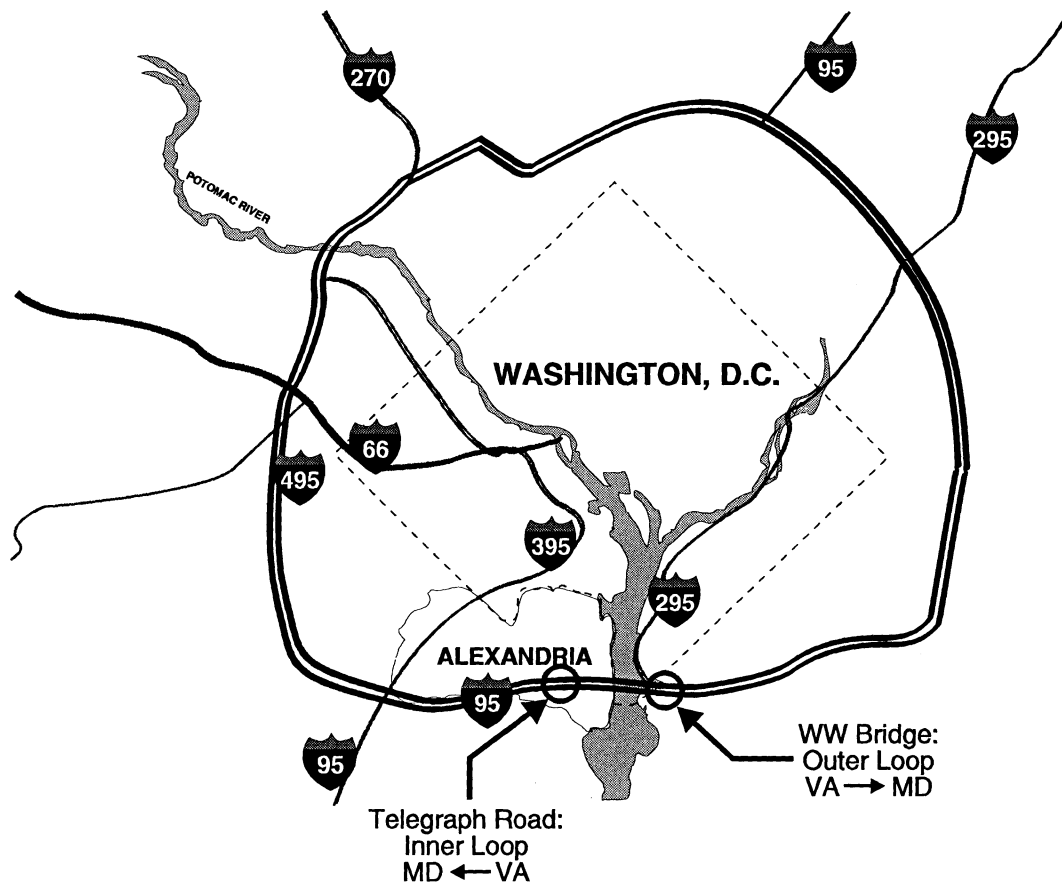 270
95
295
POTOMAC RIVER
WASHINGTON, D.C.
66
495
395
295
ALEXANDRIA
95
95
WW Bridge:
Outer Loop
VA → MD
Telegraph Road:
Inner Loop
MD ← VA